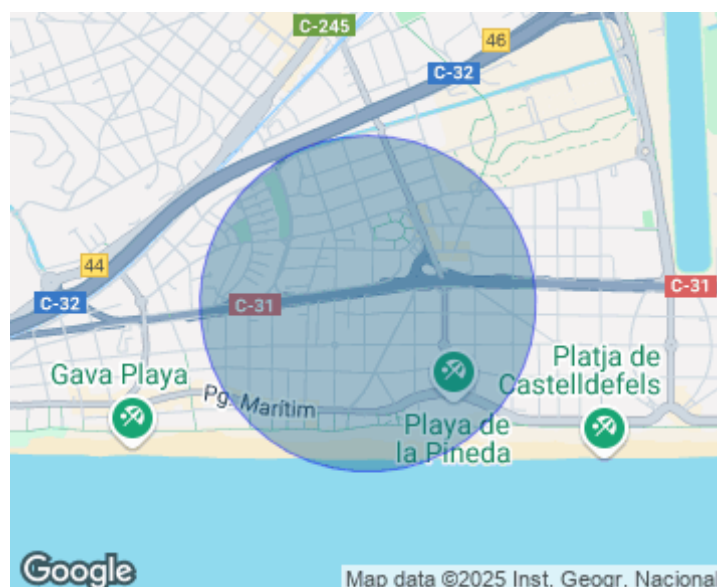 C-245
46
C-32
44
C-32
C-31
C-31
Gava Playa
Pg. Marítim
Platja de
Castelldefels
Playa de
la Pineda
Google
Map data ©2025 Inst. Geogr. Nacional